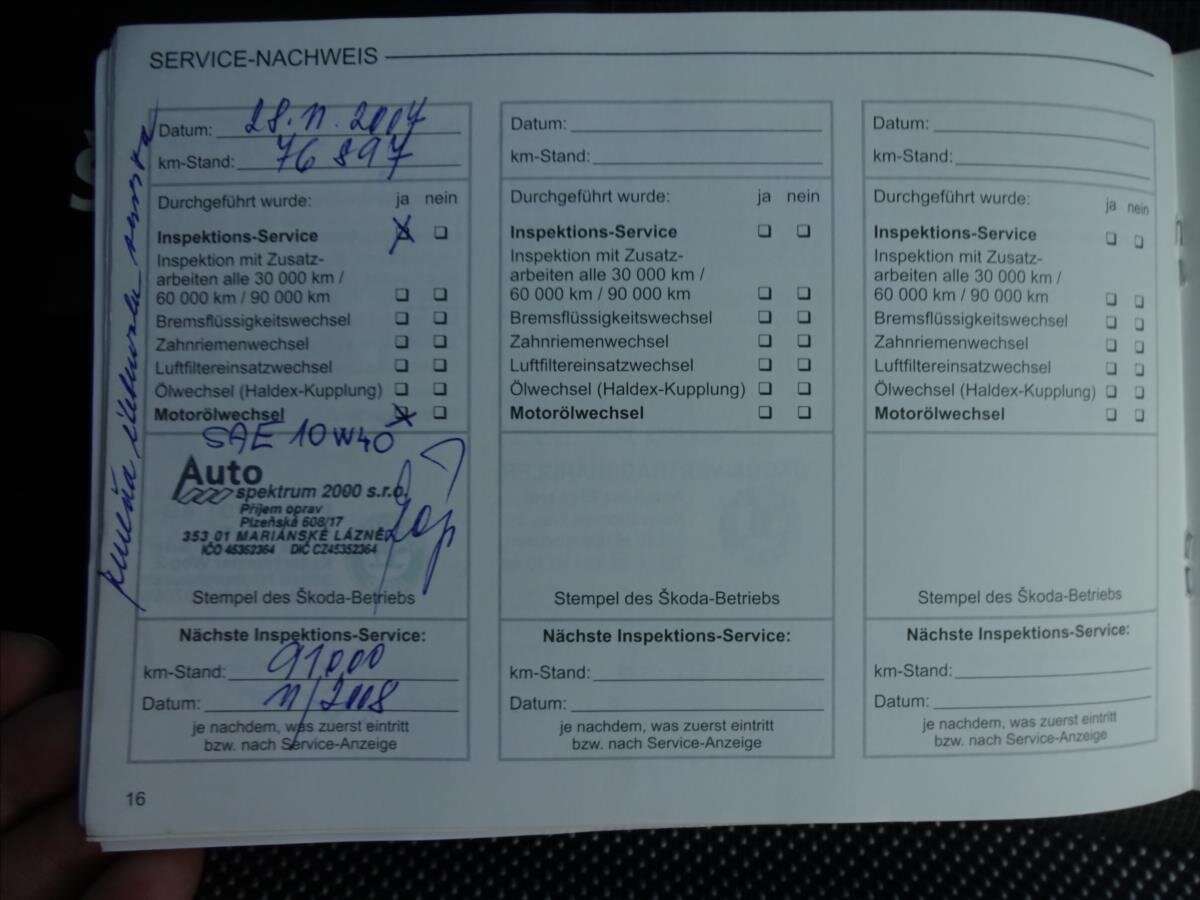 SERVICE-NACHWEIS
Datum: 28.11.2007
km-Stand: 76 897
Durchgeführt wurde: ja nein
Inspektions-Service
Inspektion mit Zusatz-
arbeiten alle 30 000 km /
60 000 km / 90 000 km
Bremsflüssigkeitswechsel
Zahnriemenwechsel
Luftfiltereinsatzwechsel
Ölwechsel (Haldex-Kupplung)
Motorölwechsel
SAE 10W40
Auto
spektrum 2000 s.r.o.
Příjem oprav
Plzeňská 608/17
353 01 MARIÁNSKÉ LÁZNĚ
IČO 45352364 DIČ CZ45352364
Stempel des Škoda-Betriebs
Nächste Inspektions-Service:
km-Stand: 91000
Datum: 11/2008
je nachdem, was zuerst eintritt
bzw. nach Service-Anzeige
Datum:
km-Stand:
Durchgeführt wurde: ja nein
Inspektions-Service
Inspektion mit Zusatz-
arbeiten alle 30 000 km /
60 000 km / 90 000 km
Bremsflüssigkeitswechsel
Zahnriemenwechsel
Luftfiltereinsatzwechsel
Ölwechsel (Haldex-Kupplung)
Motorölwechsel
Stempel des Škoda-Betriebs
Nächste Inspektions-Service:
km-Stand:
Datum:
je nachdem, was zuerst eintritt
bzw. nach Service-Anzeige
Datum:
km-Stand:
Durchgeführt wurde: ja nein
Inspektions-Service
Inspektion mit Zusatz-
arbeiten alle 30 000 km /
60 000 km / 90 000 km
Bremsflüssigkeitswechsel
Zahnriemenwechsel
Luftfiltereinsatzwechsel
Ölwechsel (Haldex-Kupplung)
Motorölwechsel
Stempel des Škoda-Betriebs
Nächste Inspektions-Service:
km-Stand:
Datum:
je nachdem, was zuerst eintritt
bzw. nach Service-Anzeige
16